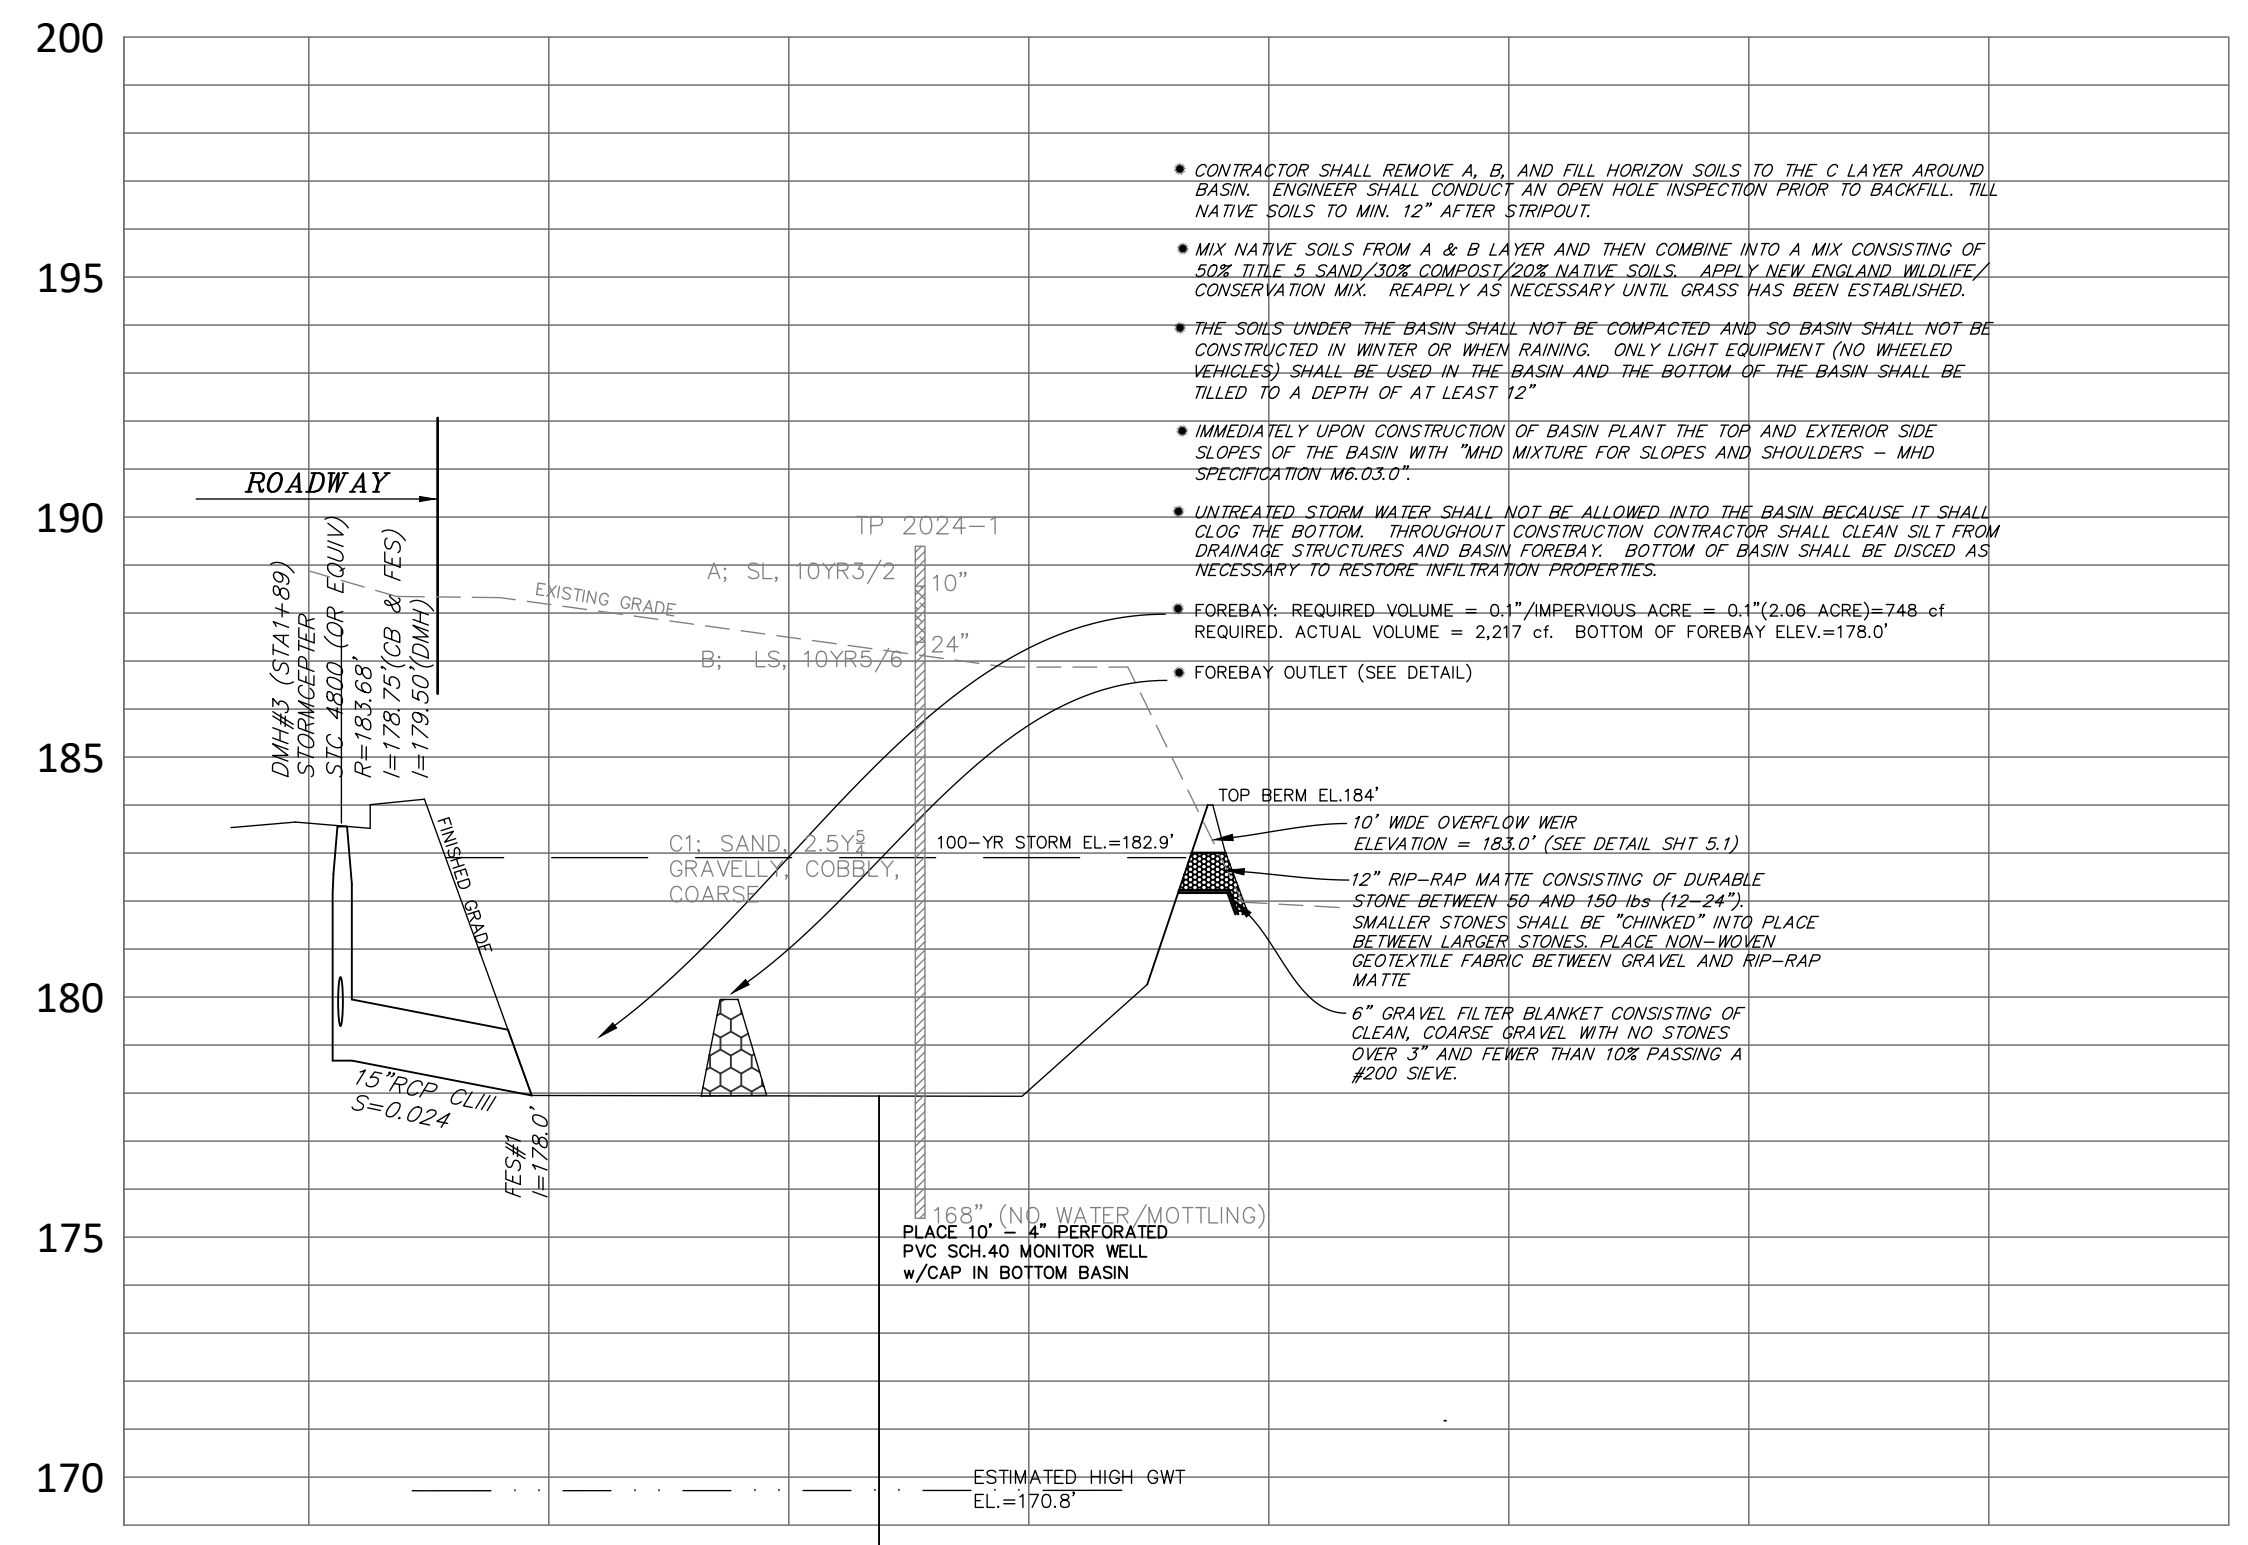 200
195
190
185
180
175
170
● CONTRACTOR SHALL REMOVE A, B, AND FILL HORIZON SOILS TO THE C LAYER AROUND
BASIN. ENGINEER SHALL CONDUCT AN OPEN HOLE INSPECTION PRIOR TO BACKFILL. TILL
NATIVE SOILS TO MIN. 12" AFTER STRIPOUT.
● MIX NATIVE SOILS FROM A & B LAYER AND THEN COMBINE INTO A MIX CONSISTING OF
50% TITLE 5 SAND/30% COMPOST/20% NATIVE SOILS. APPLY NEW ENGLAND WILDLIFE/
CONSERVATION MIX. REAPPLY AS NECESSARY UNTIL GRASS HAS BEEN ESTABLISHED.
● THE SOILS UNDER THE BASIN SHALL NOT BE COMPACTED AND SO BASIN SHALL NOT BE
CONSTRUCTED IN WINTER OR WHEN RAINING. ONLY LIGHT EQUIPMENT (NO WHEELED
VEHICLES) SHALL BE USED IN THE BASIN AND THE BOTTOM OF THE BASIN SHALL BE
TILLED TO A DEPTH OF AT LEAST 12"
● IMMEDIATELY UPON CONSTRUCTION OF BASIN PLANT THE TOP AND EXTERIOR SIDE
SLOPES OF THE BASIN WITH "MHD MIXTURE FOR SLOPES AND SHOULDERS – MHD
SPECIFICATION M6.03.0".
● UNTREATED STORM WATER SHALL NOT BE ALLOWED INTO THE BASIN BECAUSE IT SHALL
CLOG THE BOTTOM. THROUGHOUT CONSTRUCTION CONTRACTOR SHALL CLEAN SILT FROM
DRAINAGE STRUCTURES AND BASIN FOREBAY. BOTTOM OF BASIN SHALL BE DISCED AS
NECESSARY TO RESTORE INFILTRATION PROPERTIES.
● FOREBAY: REQUIRED VOLUME = 0.1"/IMPERVIOUS ACRE = 0.1"(2.06 ACRE)=748 cf
REQUIRED. ACTUAL VOLUME = 2,217 cf. BOTTOM OF FOREBAY ELEV.=178.0'
● FOREBAY OUTLET (SEE DETAIL)
ROADWAY
DMH#3 (STA1+89)
STORMCEPTER
STC 4800 (OR EQUIV)
R=183.68'
I=178.75'(CB & FES)
I=179.50'(DMH)
EXISTING GRADE
TP 2024-1
A; SL, 10YR3/2
10"
24"
B; LS, 10YR5/6
C1; SAND, 2.5Y5/4
GRAVELLY, COBBLY,
COARSE
FINISHED GRADE
100-YR STORM EL.=182.9'
TOP BERM EL.184'
10' WIDE OVERFLOW WEIR
ELEVATION = 183.0' (SEE DETAIL SHT 5.1)
12" RIP-RAP MATTE CONSISTING OF DURABLE
STONE BETWEEN 50 AND 150 lbs (12-24").
SMALLER STONES SHALL BE "CHINKED" INTO PLACE
BETWEEN LARGER STONES. PLACE NON-WOVEN
GEOTEXTILE FABRIC BETWEEN GRAVEL AND RIP-RAP
MATTE
6" GRAVEL FILTER BLANKET CONSISTING OF
CLEAN, COARSE GRAVEL WITH NO STONES
OVER 3" AND FEWER THAN 10% PASSING A
#200 SIEVE.
15"RCP CLIII
S=0.024
FES#1
I=178.0'
168" (NO WATER/MOTTLING)
PLACE 10' – 4" PERFORATED
PVC SCH.40 MONITOR WELL
w/CAP IN BOTTOM BASIN
ESTIMATED HIGH GWT
EL.=170.8'